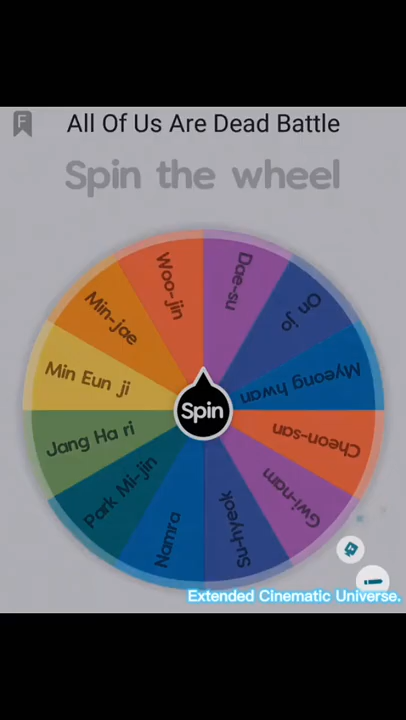 F
All Of Us Are Dead Battle
Spin the wheel
Dae-su
On jo
Myeong hwan
Cheon-san
Gwi-nam
Su-hyeok
Namra
Park Mi-jin
Jang Ha ri
Min Eun ji
Min-jae
Woo-jin
Spin
Extended Cinematic Universe.